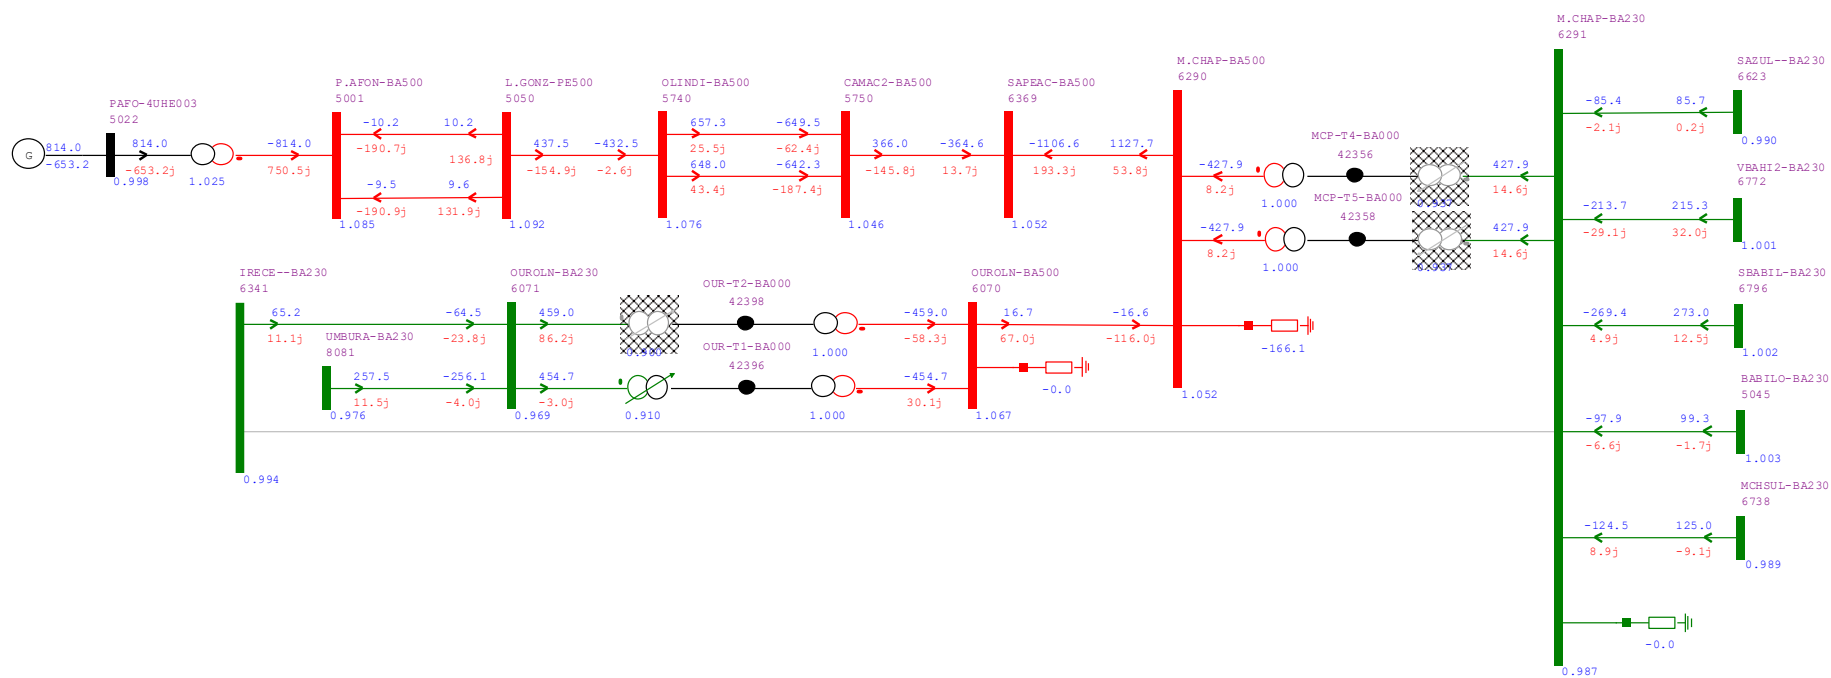 M.CHAP-BA230
6291
SAZUL--BA230
6623
-85.4
85.7
-2.1j
0.2j
0.990
VBAHI2-BA230
6772
-213.7
215.3
-29.1j
32.0j
1.001
SBABIL-BA230
6796
-269.4
273.0
4.9j
12.5j
1.002
BABILO-BA230
5045
-97.9
99.3
-6.6j
-1.7j
1.003
MCHSUL-BA230
6738
-124.5
125.0
8.9j
-9.1j
0.989
-0.0
0.987
G
814.0
-653.2
PAFO-4UHE003
5022
814.0
-653.2j
0.998
1.025
-814.0
750.5j
P.AFON-BA500
5001
-10.2
10.2
-190.7j
136.8j
-9.5
9.6
-190.9j
131.9j
1.085
L.GONZ-PE500
5050
437.5
-432.5
-154.9j
-2.6j
1.092
OLINDI-BA500
5740
657.3
-649.5
25.5j
-62.4j
648.0
-642.3
43.4j
-187.4j
1.076
CAMAC2-BA500
5750
366.0
-364.6
-145.8j
13.7j
1.046
SAPEAC-BA500
6369
-1106.6
1127.7
193.3j
53.8j
1.052
M.CHAP-BA500
6290
-427.9
8.2j
1.000
MCP-T4-BA000
42356
427.9
14.6j
-427.9
8.2j
1.000
MCP-T5-BA000
42358
427.9
14.6j
-166.1
1.052
IRECE--BA230
6341
65.2
-64.5
11.1j
-23.8j
0.994
UMBURA-BA230
8081
257.5
-256.1
11.5j
-4.0j
0.976
OUROLN-BA230
6071
459.0
86.2j
454.7
-3.0j
0.969
0.910
OUR-T2-BA000
42398
1.000
OUR-T1-BA000
42396
1.000
-459.0
-58.3j
-454.7
30.1j
OUROLN-BA500
6070
16.7
-16.6
67.0j
-116.0j
-0.0
1.067